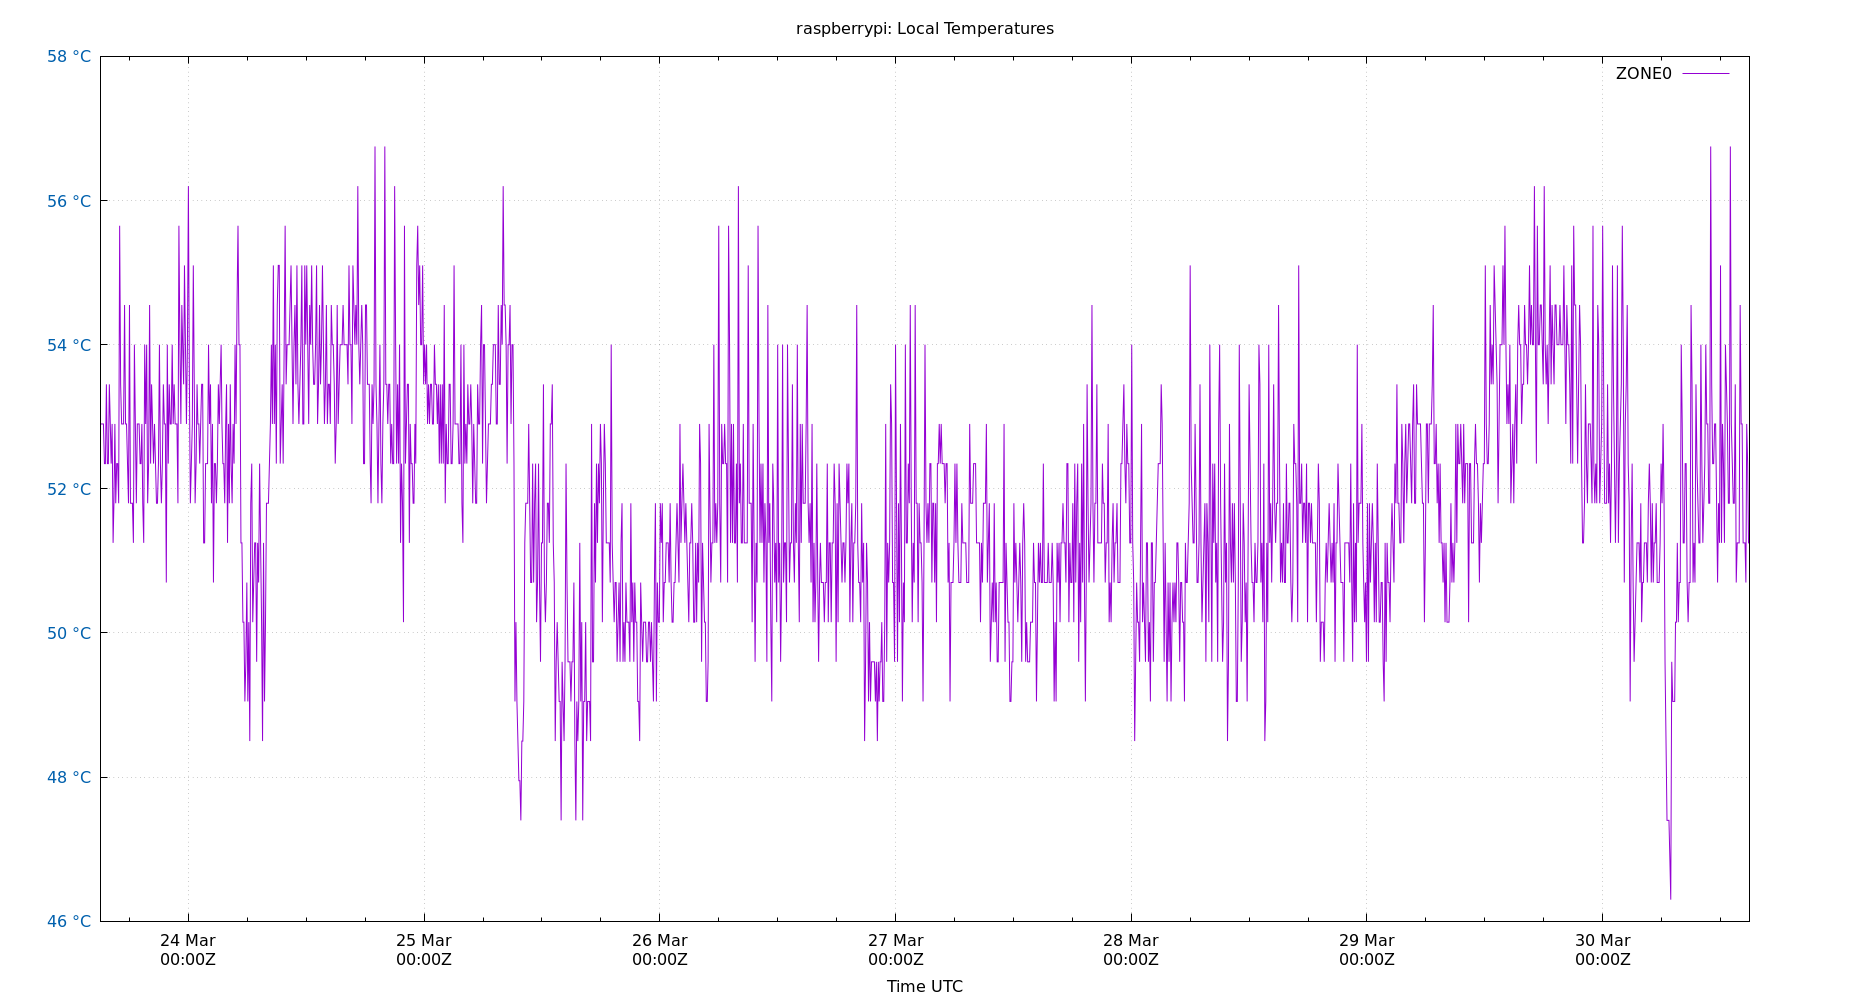 raspberrypi: Local Temperatures
58 °C
ZONE0
56 °C
54 °C
52 °C
50 °C
48 °C
46 °C
24 Mar 25 Mar 26 Mar 27 Mar 28 Mar 29 Mar 30 Mar
00:00Z 00:00Z 00:00Z 00:00Z 00:00Z 00:00Z 00:00Z
Time UTC